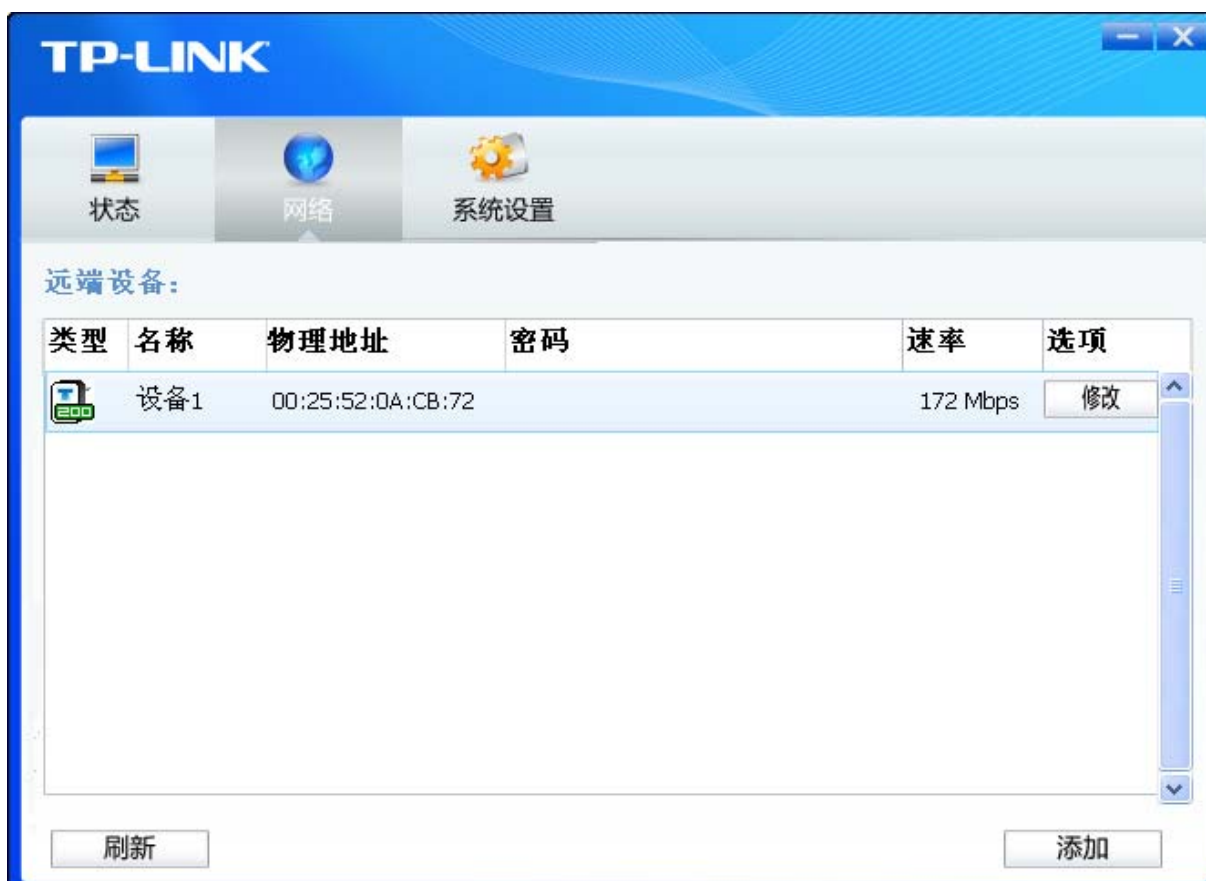 TP-LINK
状态 网络 系统设置
远端设备:
类型 名称 物理地址 密码 速率 选项
T 200 设备1 00:25:52:0A:CB:72 172 Mbps 修改
刷新 添加